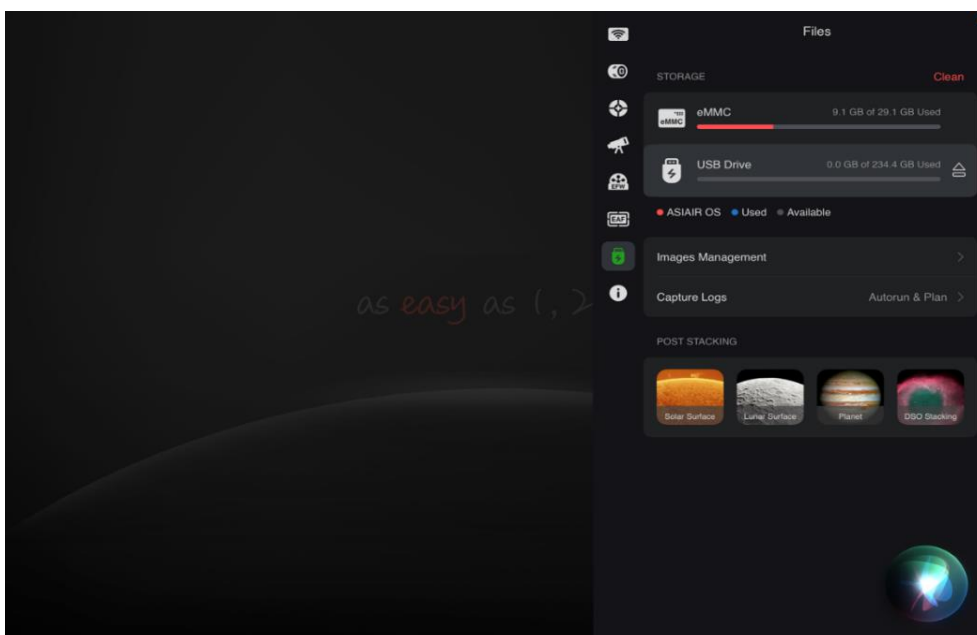 Files
STORAGE Clean
eMMC 9.1 GB of 29.1 GB Used
eMMC
USB Drive 0.0 GB of 234.4 GB Used
EFW
ASIAIR OS Used Available
EAF
Images Management
as easy as 1, 2
Capture Logs Autorun & Plan
POST STACKING
Solar Surface Lunar Surface Planet DSO Stacking